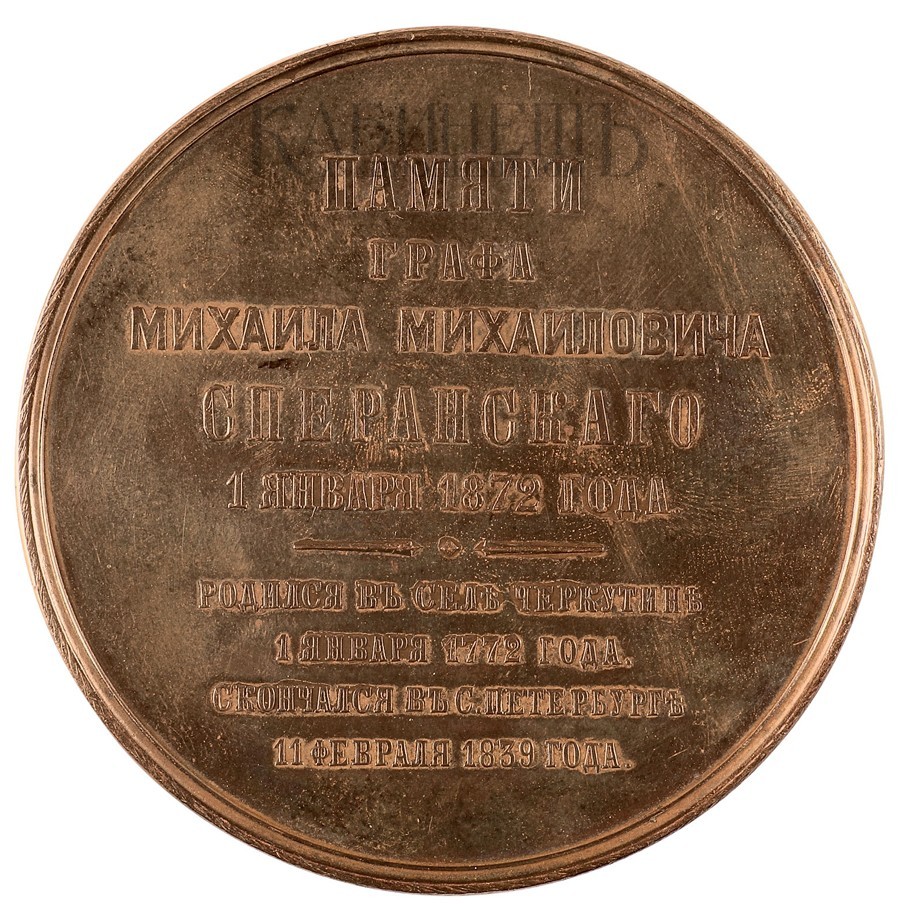 КАБИНЕТЪ
ПАМЯТИ
ГРАФА
МИХАИЛА МИХАИЛОВИЧА
СПЕРАНСКАГО
1 ЯНВАРЯ 1872 ГОДА
РОДИЛСЯ ВЪ СЕЛѢ ЧЕРКУТИНѢ
1 ЯНВАРЯ 1772 ГОДА.
СКОНЧАЛСЯ ВЪ С. ПЕТЕРБУРГѢ
11 ФЕВРАЛЯ 1839 ГОДА.